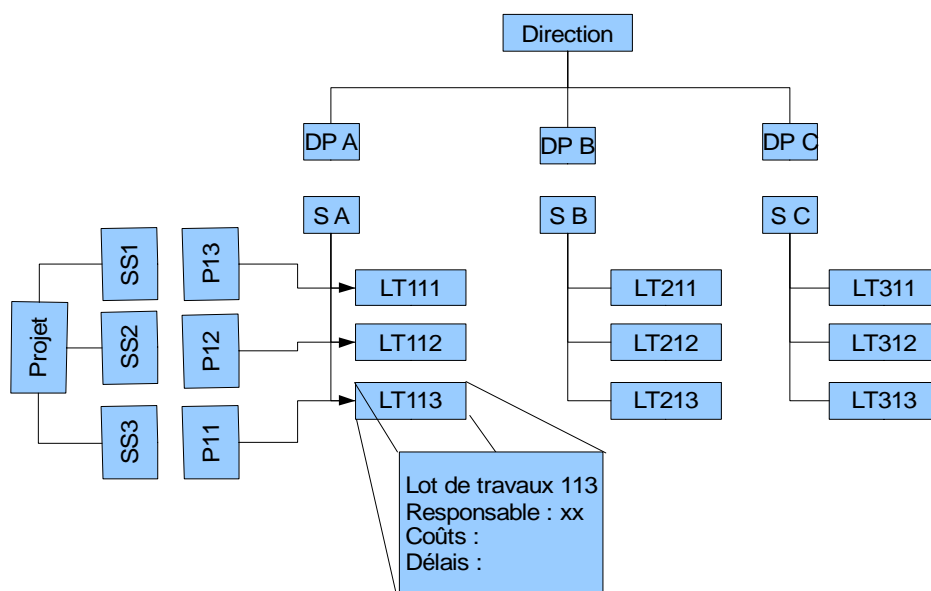 Direction
DP A
DP B
DP C
S A
S B
S C
SS1
P13
LT111
LT211
LT311
Projet
SS2
P12
LT112
LT212
LT312
SS3
P11
LT113
LT213
LT313
Lot de travaux 113
Responsable : xx
Coûts :
Délais :